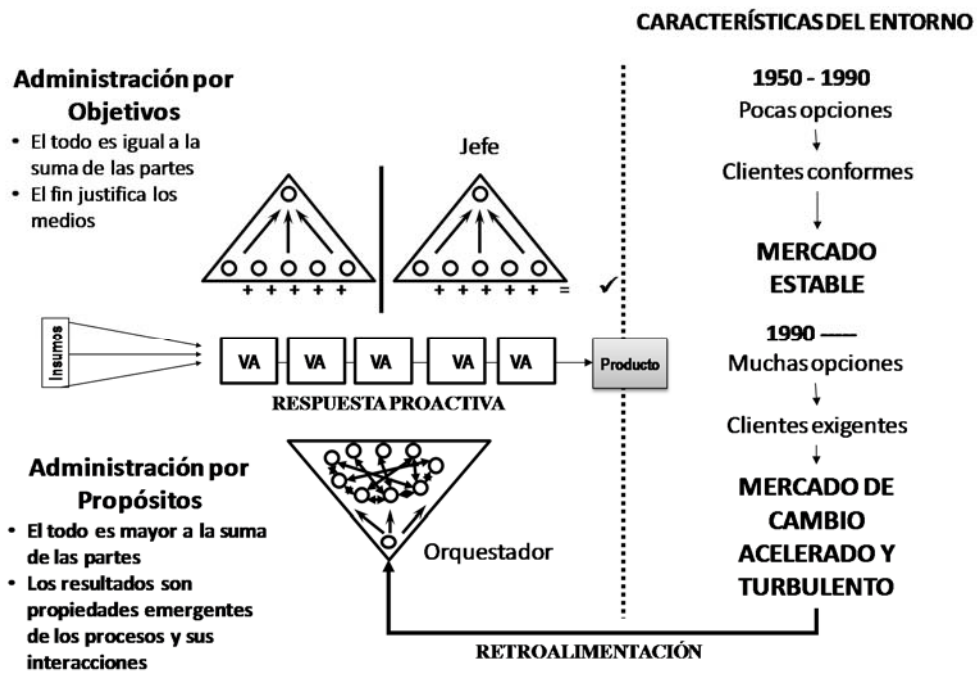 CARACTERÍSTICAS DEL ENTORNO
Administración por
Objetivos
• El todo es igual a la
suma de las partes
• El fin justifica los
medios
Jefe
+ + + + +
+ + + + + = ✓
1950 - 1990
Pocas opciones
Clientes conformes
MERCADO
ESTABLE
Insumos
VA VA VA VA VA
Producto
RESPUESTA PROACTIVA
1990 —
Muchas opciones
Clientes exigentes
MERCADO DE
CAMBIO
ACELERADO Y
TURBULENTO
Administración por
Propósitos
• El todo es mayor a la suma
de las partes
• Los resultados son
propiedades emergentes
de los procesos y sus
interacciones
Orquestador
RETROALIMENTACIÓN